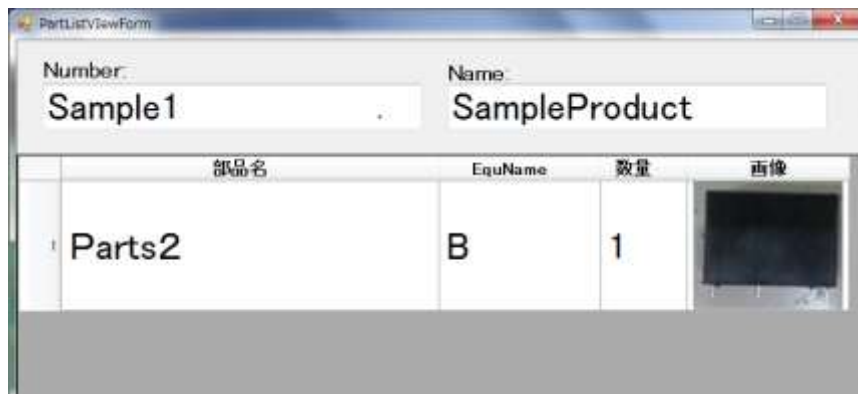 PartListViewForm
Number:
Name:
Sample1
SampleProduct
部品名 EquName 数量 画像
1 Parts2 B 1